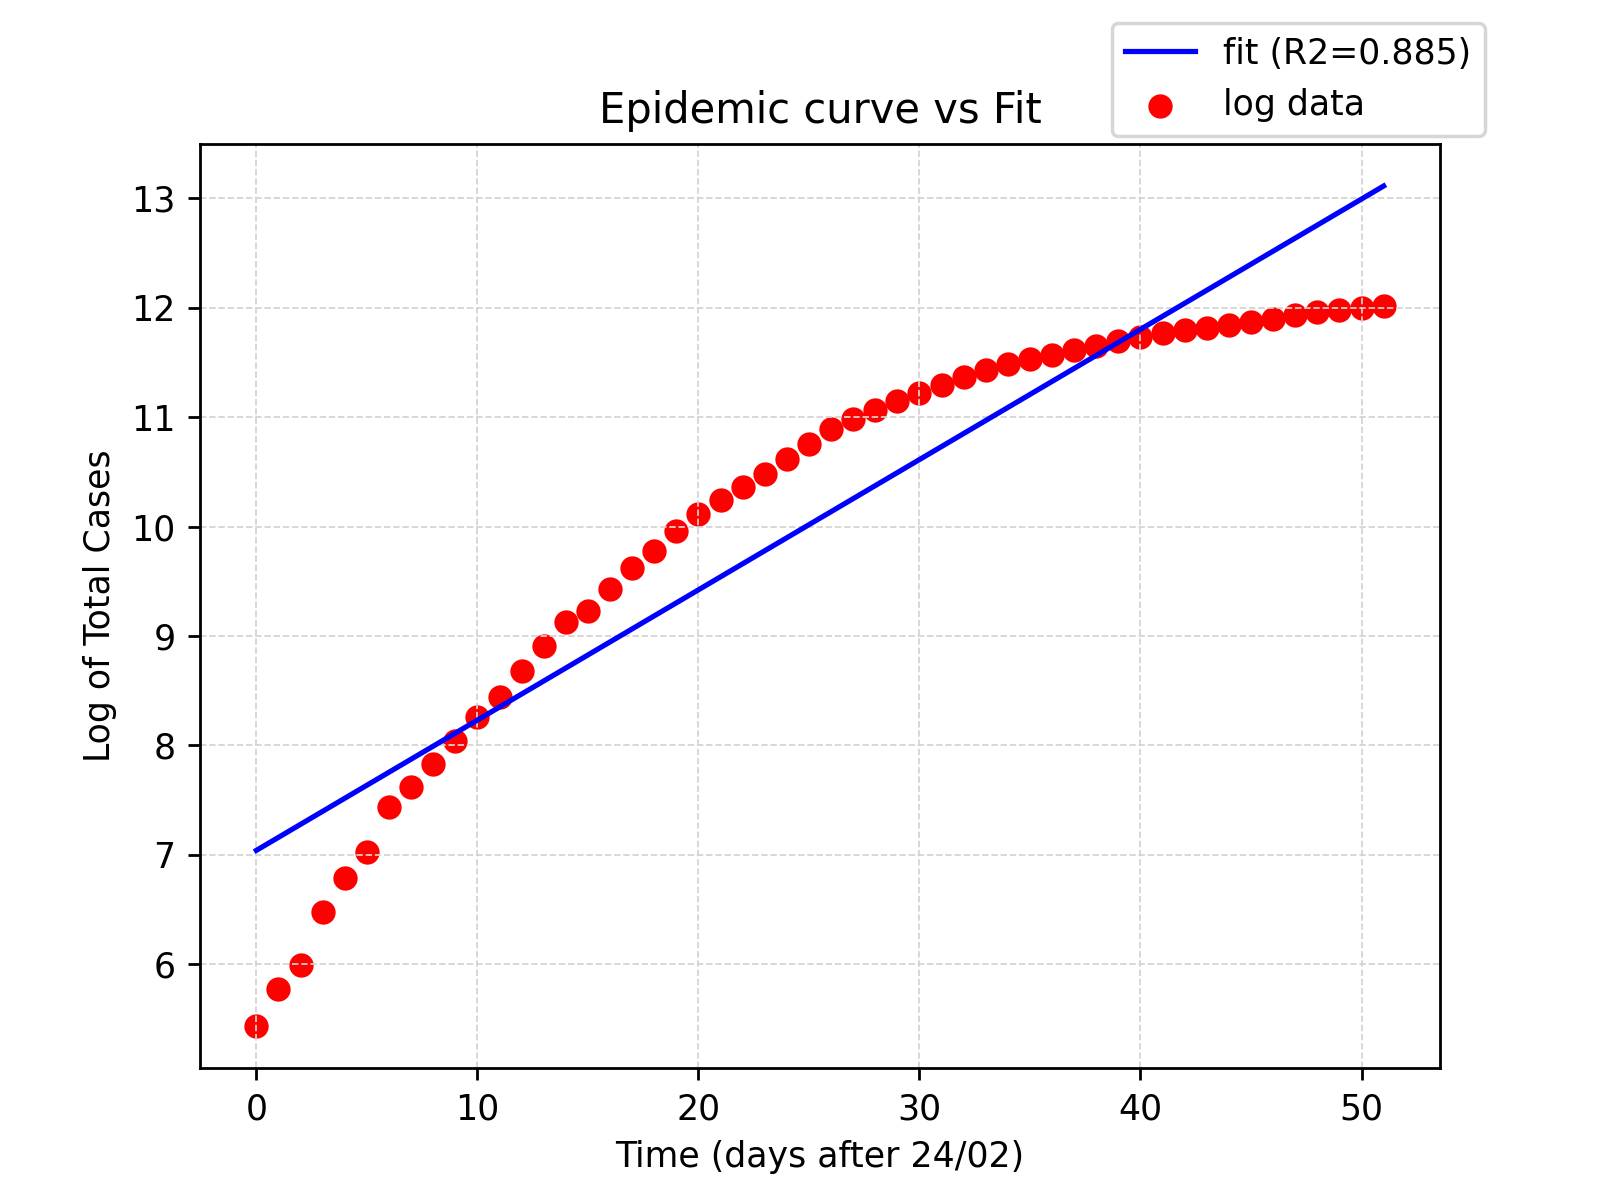 fit (R2=0.885)
log data
Epidemic curve vs Fit
13
12
11
10
9
8
7
6
Log of Total Cases
0 10 20 30 40 50
Time (days after 24/02)